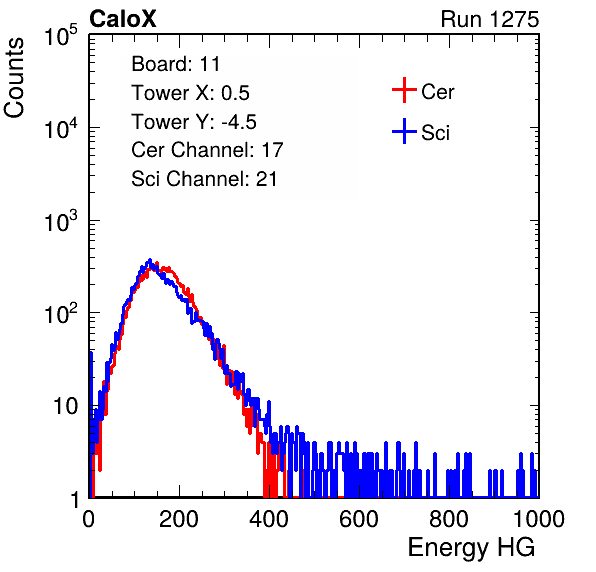 CaloX Run 1275
Counts
10^5
10^4
10^3
10^2
10
1
Board: 11
Tower X: 0.5
Tower Y: -4.5
Cer Channel: 17
Sci Channel: 21
Cer
Sci
0 200 400 600 800 1000
Energy HG